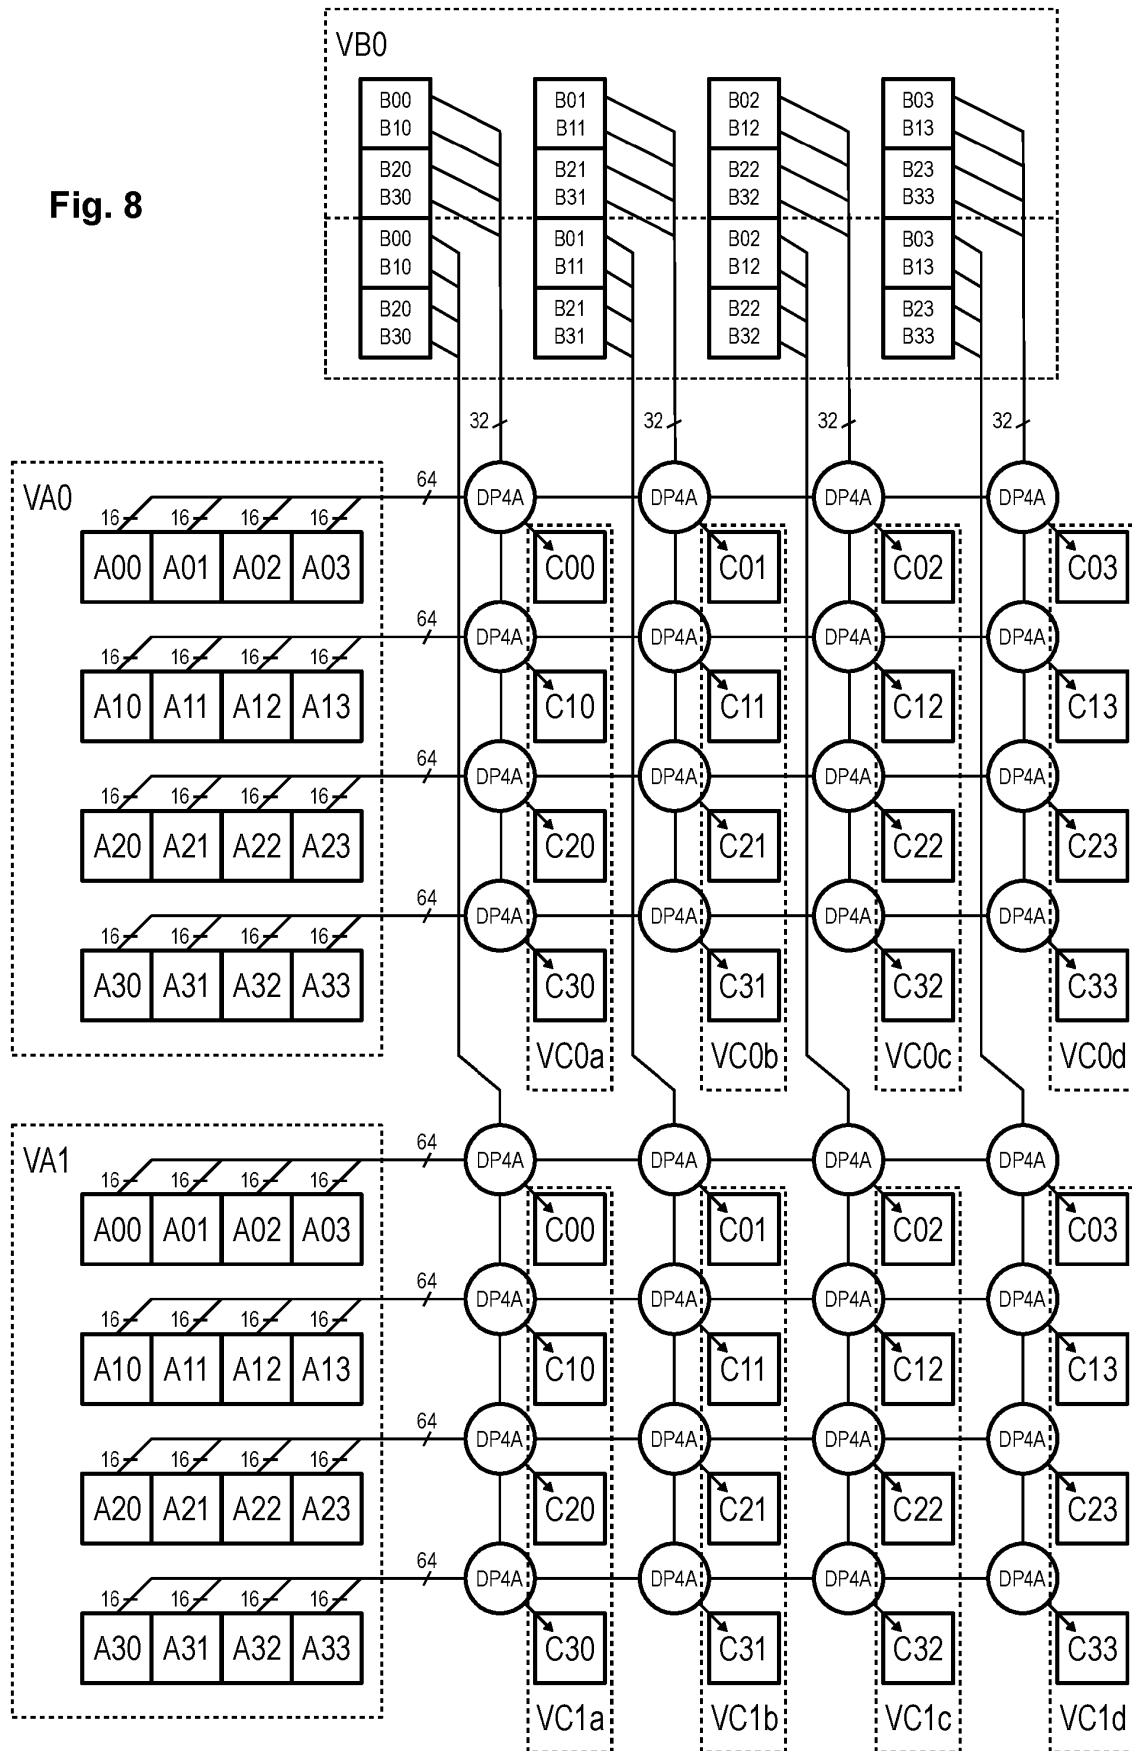 VB0
B00 B01 B02 B03
B10 B11 B12 B13
B20 B21 B22 B23
B30 B31 B32 B33
Fig. 8
B00 B01 B02 B03
B10 B11 B12 B13
B20 B21 B22 B23
B30 B31 B32 B33
32 32 32 32
VA0 64 DP4A DP4A DP4A DP4A
16 16 16 16
A00 A01 A02 A03 C00 C01 C02 C03
64 DP4A DP4A DP4A DP4A
16 16 16 16
A10 A11 A12 A13 C10 C11 C12 C13
64 DP4A DP4A DP4A DP4A
16 16 16 16
A20 A21 A22 A23 C20 C21 C22 C23
64 DP4A DP4A DP4A DP4A
16 16 16 16
A30 A31 A32 A33 C30 C31 C32 C33
VC0a VC0b VC0c VC0d
VA1 64 DP4A DP4A DP4A DP4A
16 16 16 16
A00 A01 A02 A03 C00 C01 C02 C03
64 DP4A DP4A DP4A DP4A
16 16 16 16
A10 A11 A12 A13 C10 C11 C12 C13
64 DP4A DP4A DP4A DP4A
16 16 16 16
A20 A21 A22 A23 C20 C21 C22 C23
64 DP4A DP4A DP4A DP4A
16 16 16 16
A30 A31 A32 A33 C30 C31 C32 C33
VC1a VC1b VC1c VC1d